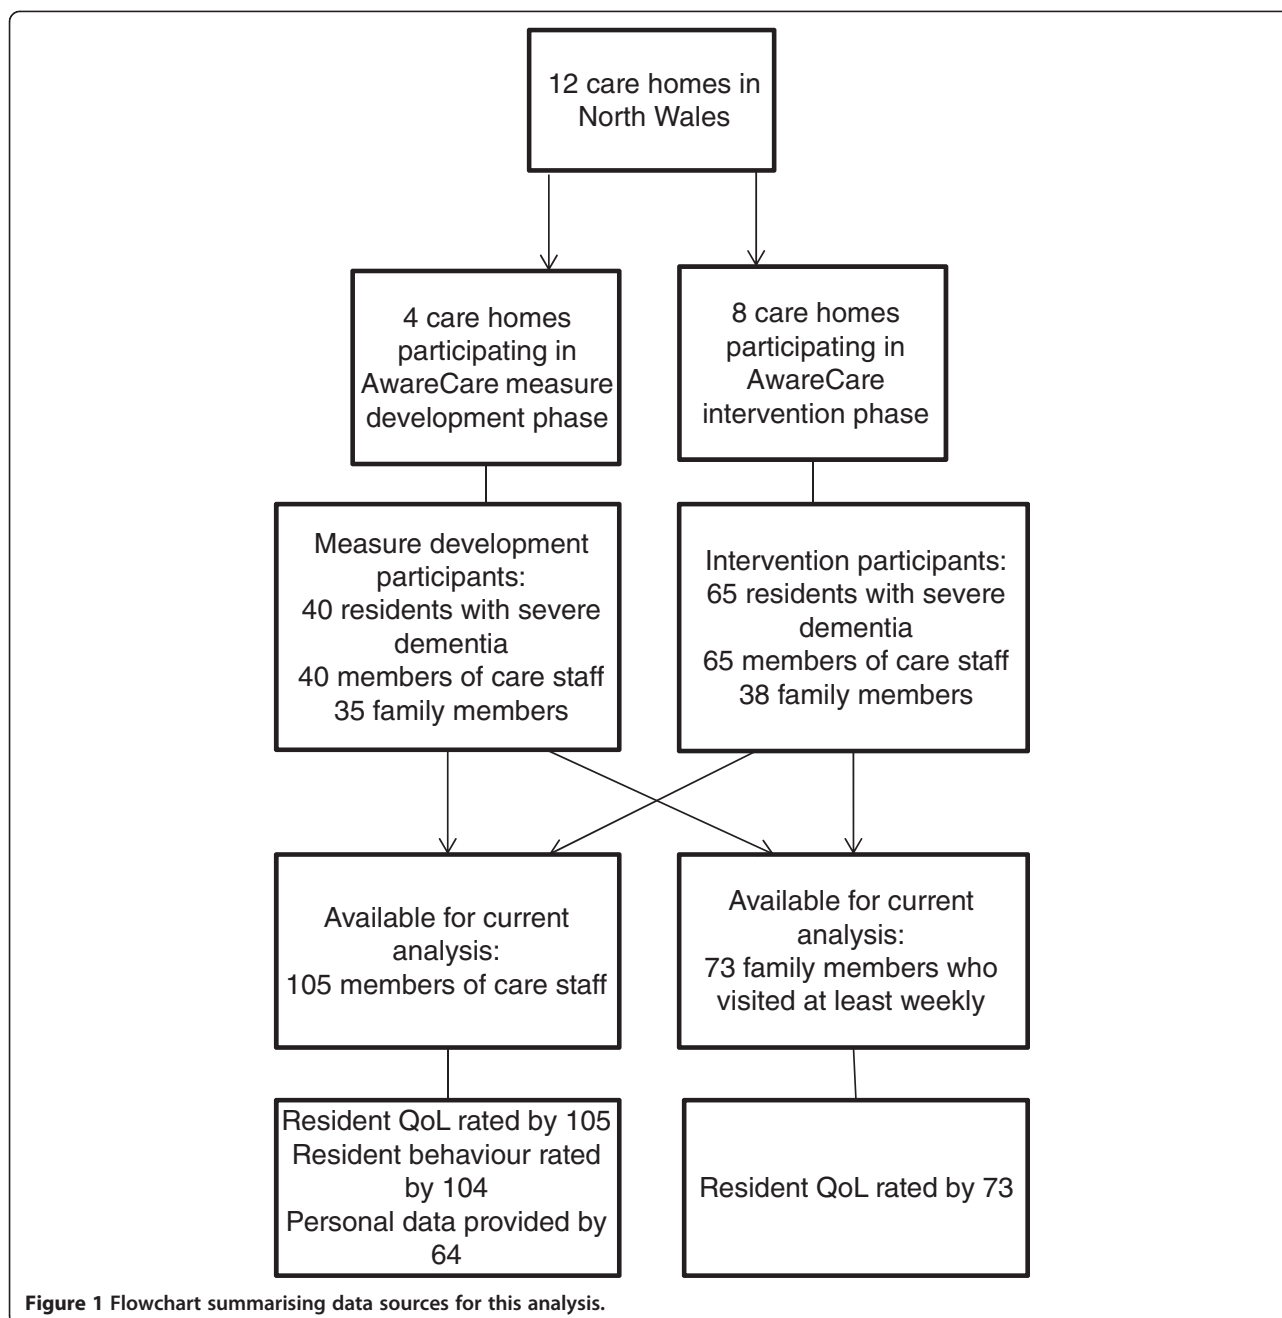 12 care homes in
North Wales
4 care homes
participating in
AwareCare measure
development phase
8 care homes
participating in
AwareCare
intervention phase
Measure development
participants:
40 residents with severe
dementia
40 members of care staff
35 family members
Intervention participants:
65 residents with severe
dementia
65 members of care staff
38 family members
Available for current
analysis:
105 members of care staff
Available for current
analysis:
73 family members who
visited at least weekly
Resident QoL rated by 105
Resident behaviour rated
by 104
Personal data provided by
64
Resident QoL rated by 73
Figure 1 Flowchart summarising data sources for this analysis.